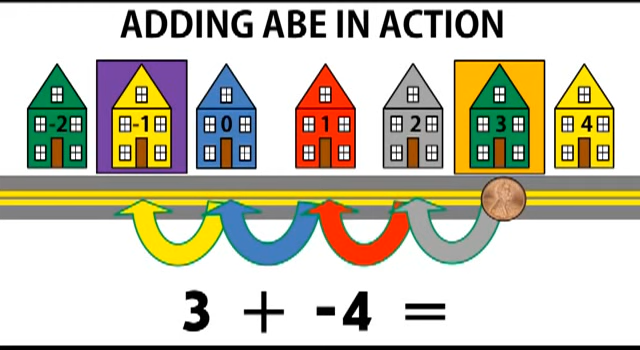 ADDING ABE IN ACTION
-2 -1 0 1 2 3 4
3 + -4 =